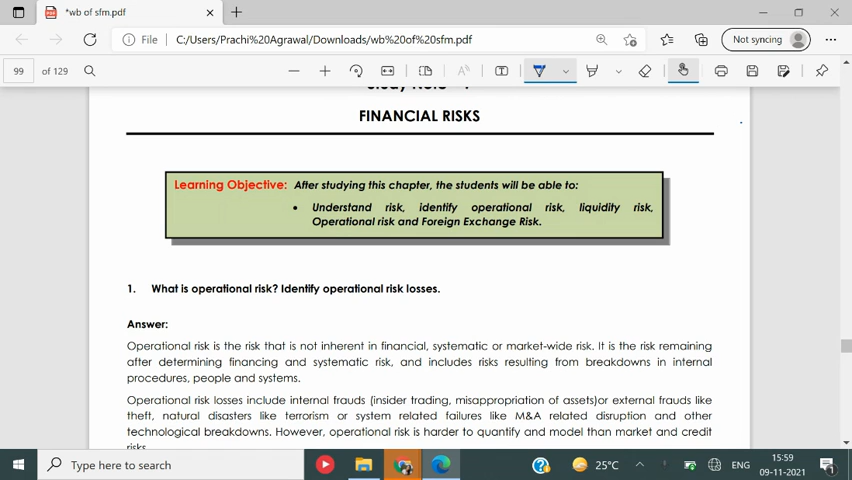 *wb of sfm.pdf
File C:/Users/Prachi%20Agrawal/Downloads/wb%20of%20sfm.pdf Not syncing
99 of 129
FINANCIAL RISKS
Learning Objective: After studying this chapter, the students will be able to:
• Understand risk, identify operational risk, liquidity risk,
Operational risk and Foreign Exchange Risk.
1. What is operational risk? Identify operational risk losses.
Answer:
Operational risk is the risk that is not inherent in financial, systematic or market-wide risk. It is the risk remaining
after determining financing and systematic risk, and includes risks resulting from breakdowns in internal
procedures, people and systems.
Operational risk losses include internal frauds (insider trading, misappropriation of assets)or external frauds like
theft, natural disasters like terrorism or system related failures like M&A related disruption and other
technological breakdowns. However, operational risk is harder to quantify and model than market and credit
risks.
Type here to search
25°C ENG 15:59
09-11-2021